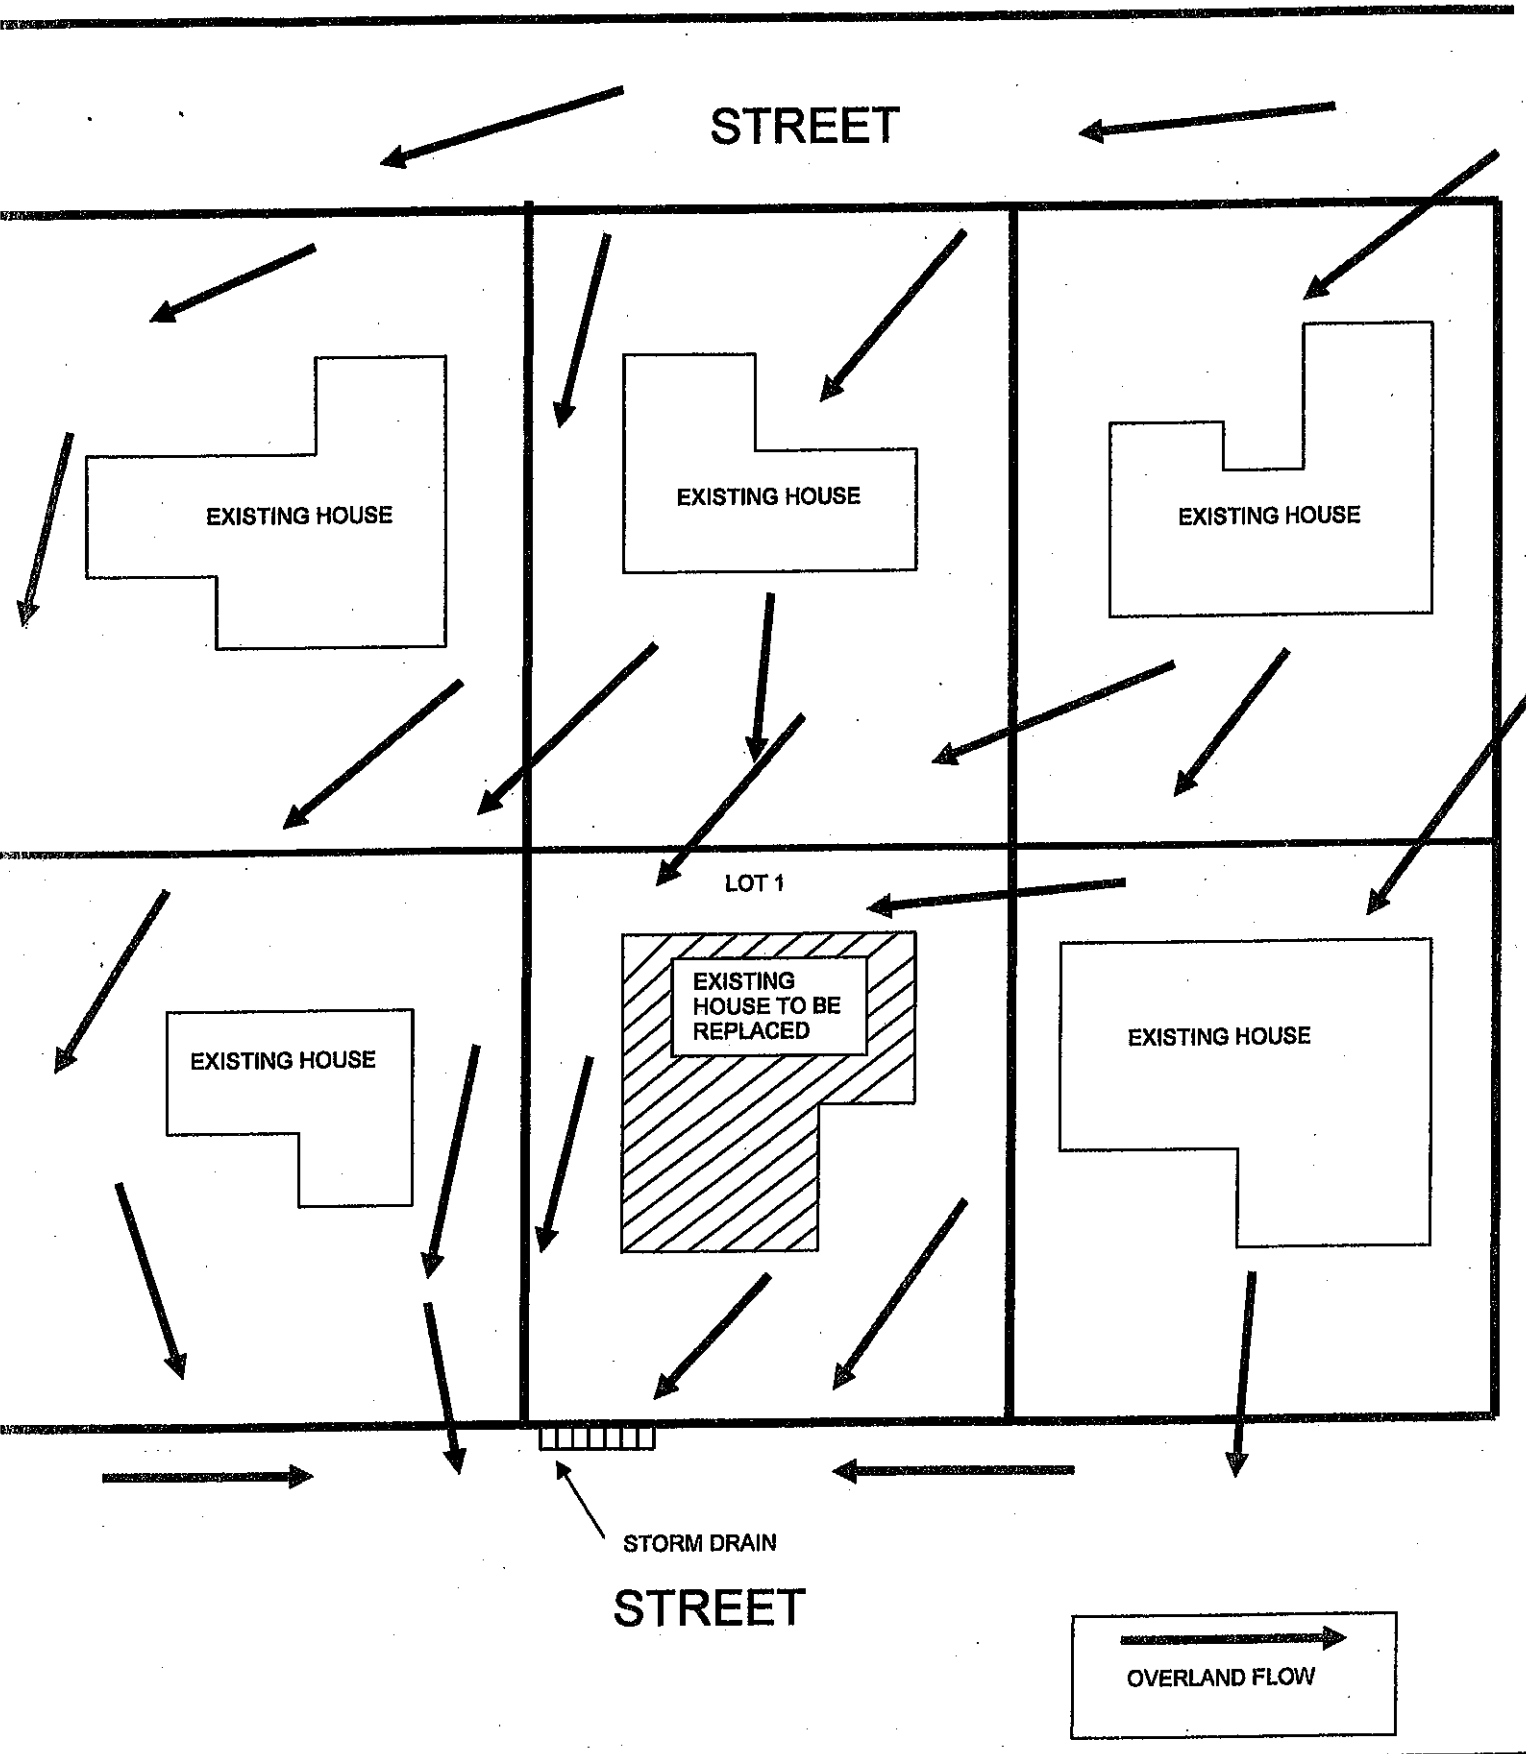 STREET
EXISTING HOUSE
EXISTING HOUSE
EXISTING HOUSE
LOT 1
EXISTING HOUSE
EXISTING
HOUSE TO BE
REPLACED
EXISTING HOUSE
STORM DRAIN
STREET
OVERLAND FLOW